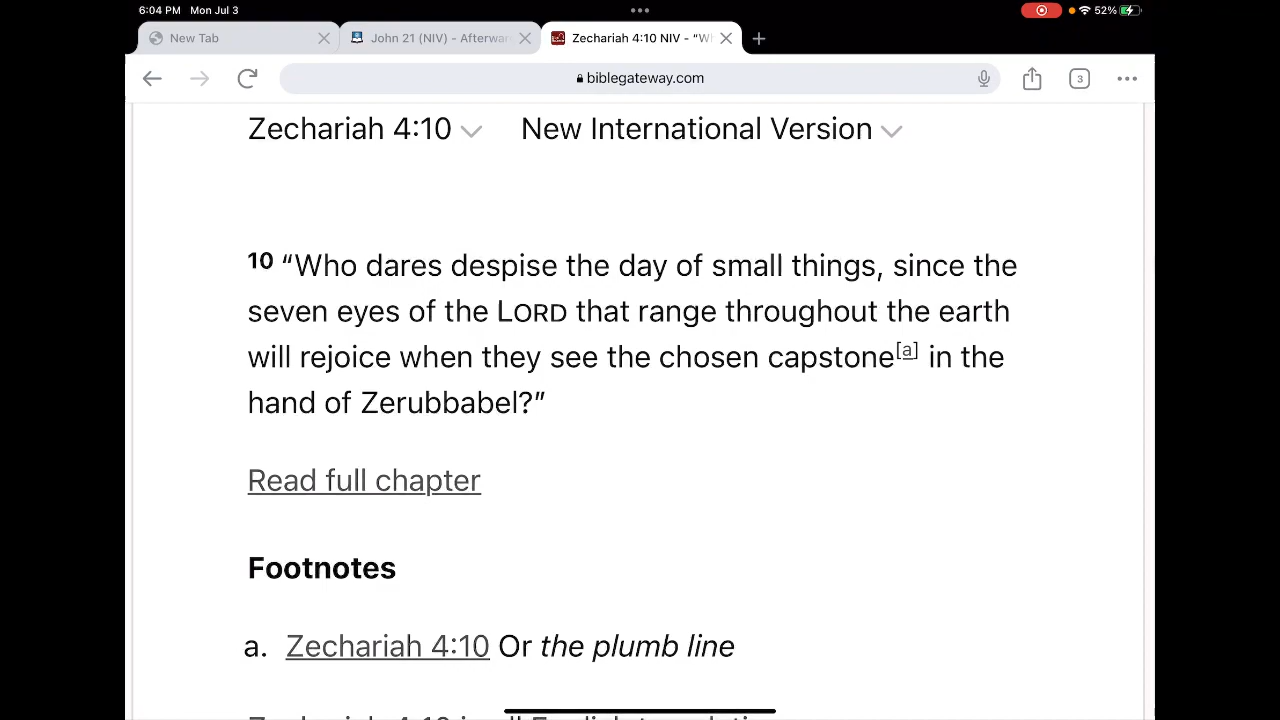 6:04 PM Mon Jul 3
52%
New Tab
John 21 (NIV) - Afterwar
Zechariah 4:10 NIV - “W
biblegateway.com
3
Zechariah 4:10 New International Version
10 “Who dares despise the day of small things, since the
seven eyes of the LORD that range throughout the earth
will rejoice when they see the chosen capstone[a] in the
hand of Zerubbabel?”
Read full chapter
Footnotes
a. Zechariah 4:10 Or the plumb line